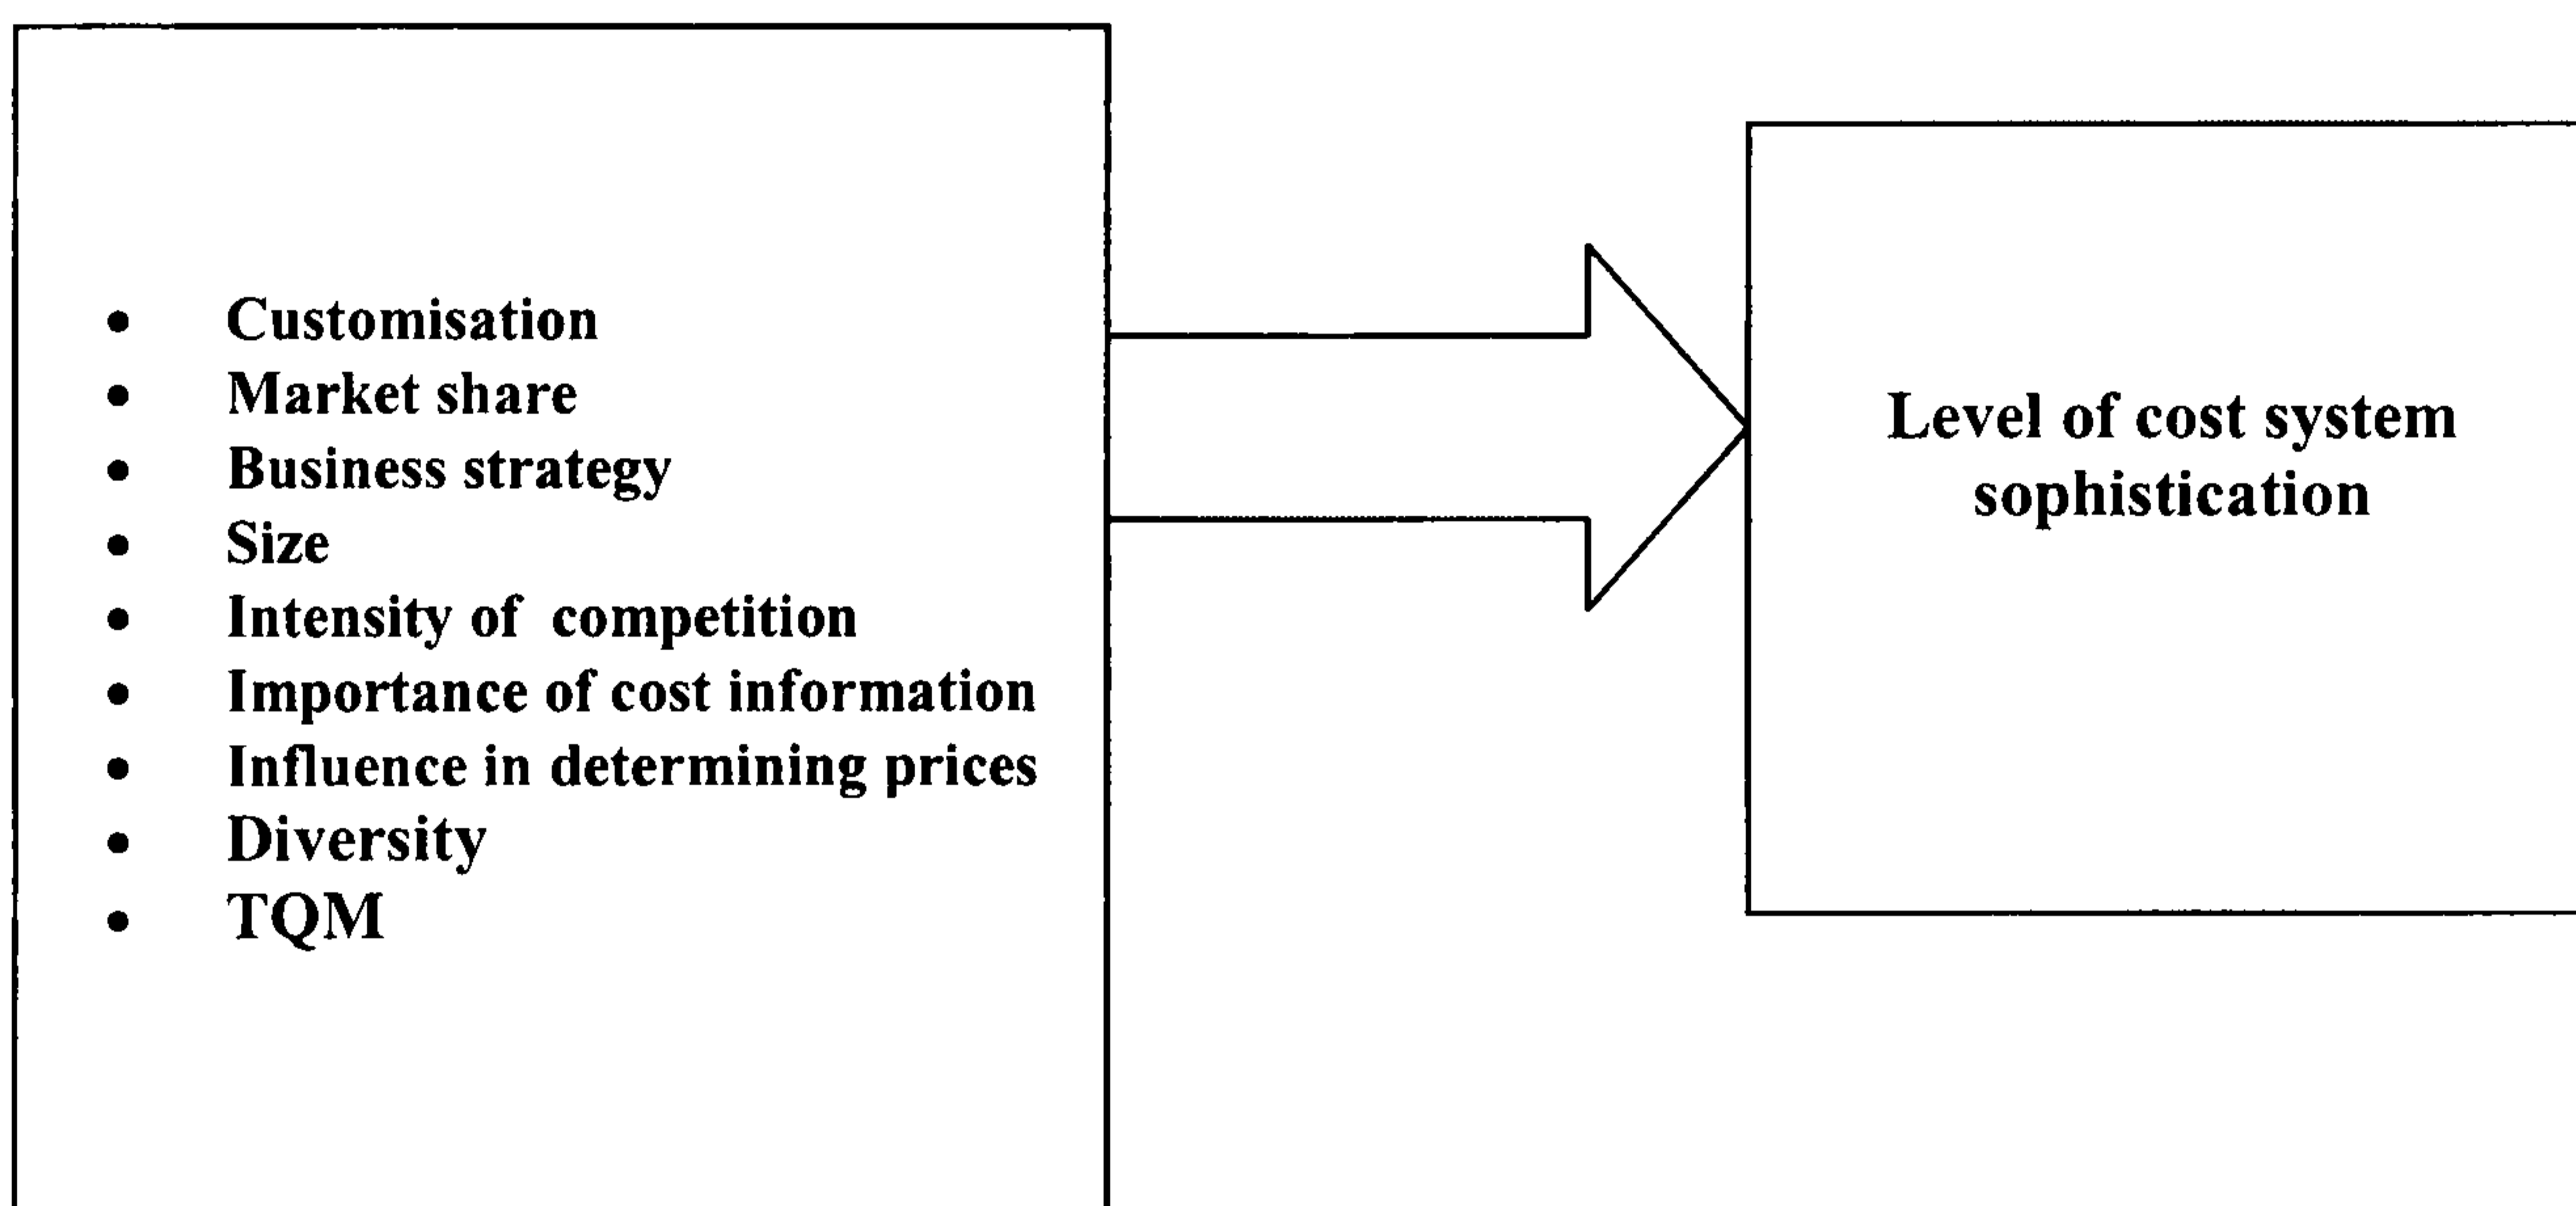 • Customisation
• Market share
• Business strategy
• Size
• Intensity of competition
• Importance of cost information
• Influence in determining prices
• Diversity
• TQM
Level of cost system
sophistication